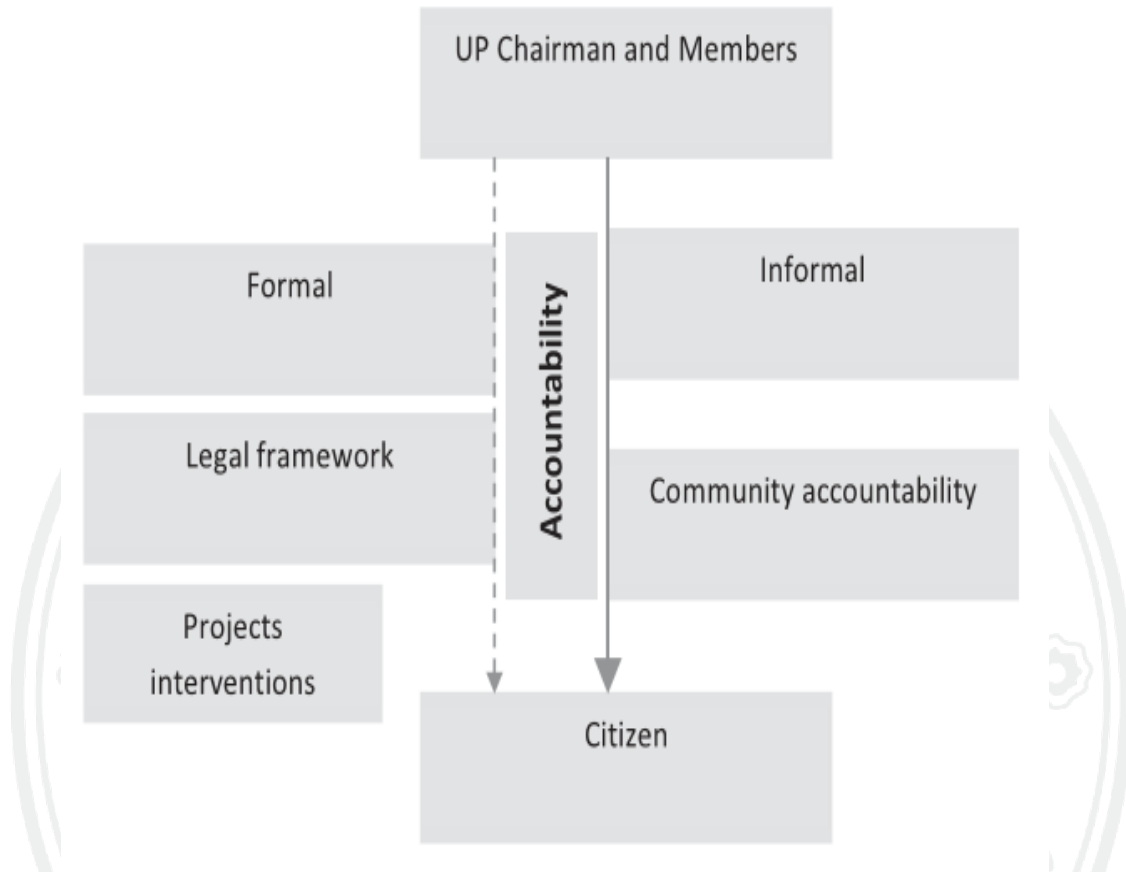 UP Chairman and Members
Formal
Informal
Accountability
Legal framework
Community accountability
Projects
interventions
Citizen